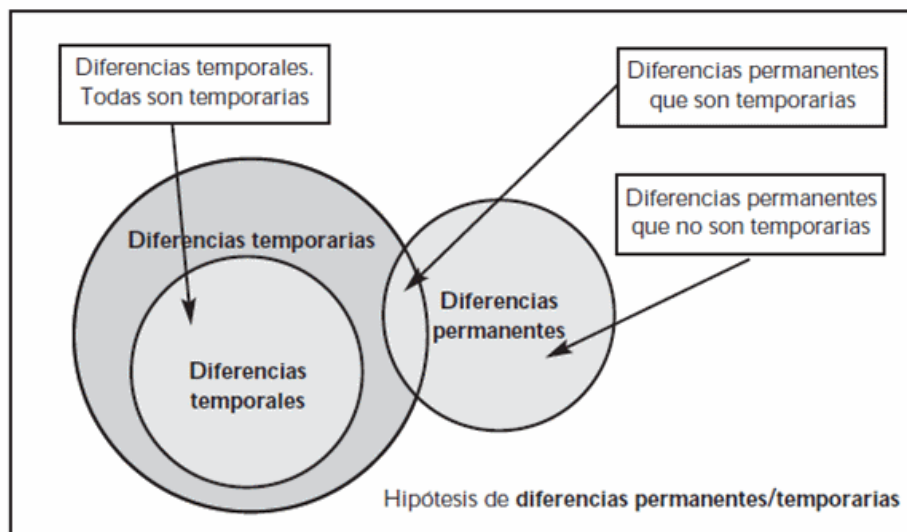 Diferencias temporales.
Todas son temporarias
Diferencias permanentes
que son temporarias
Diferencias permanentes
que no son temporarias
Diferencias temporarias
Diferencias
permanentes
Diferencias
temporales
Hipótesis de diferencias permanentes/temporarias